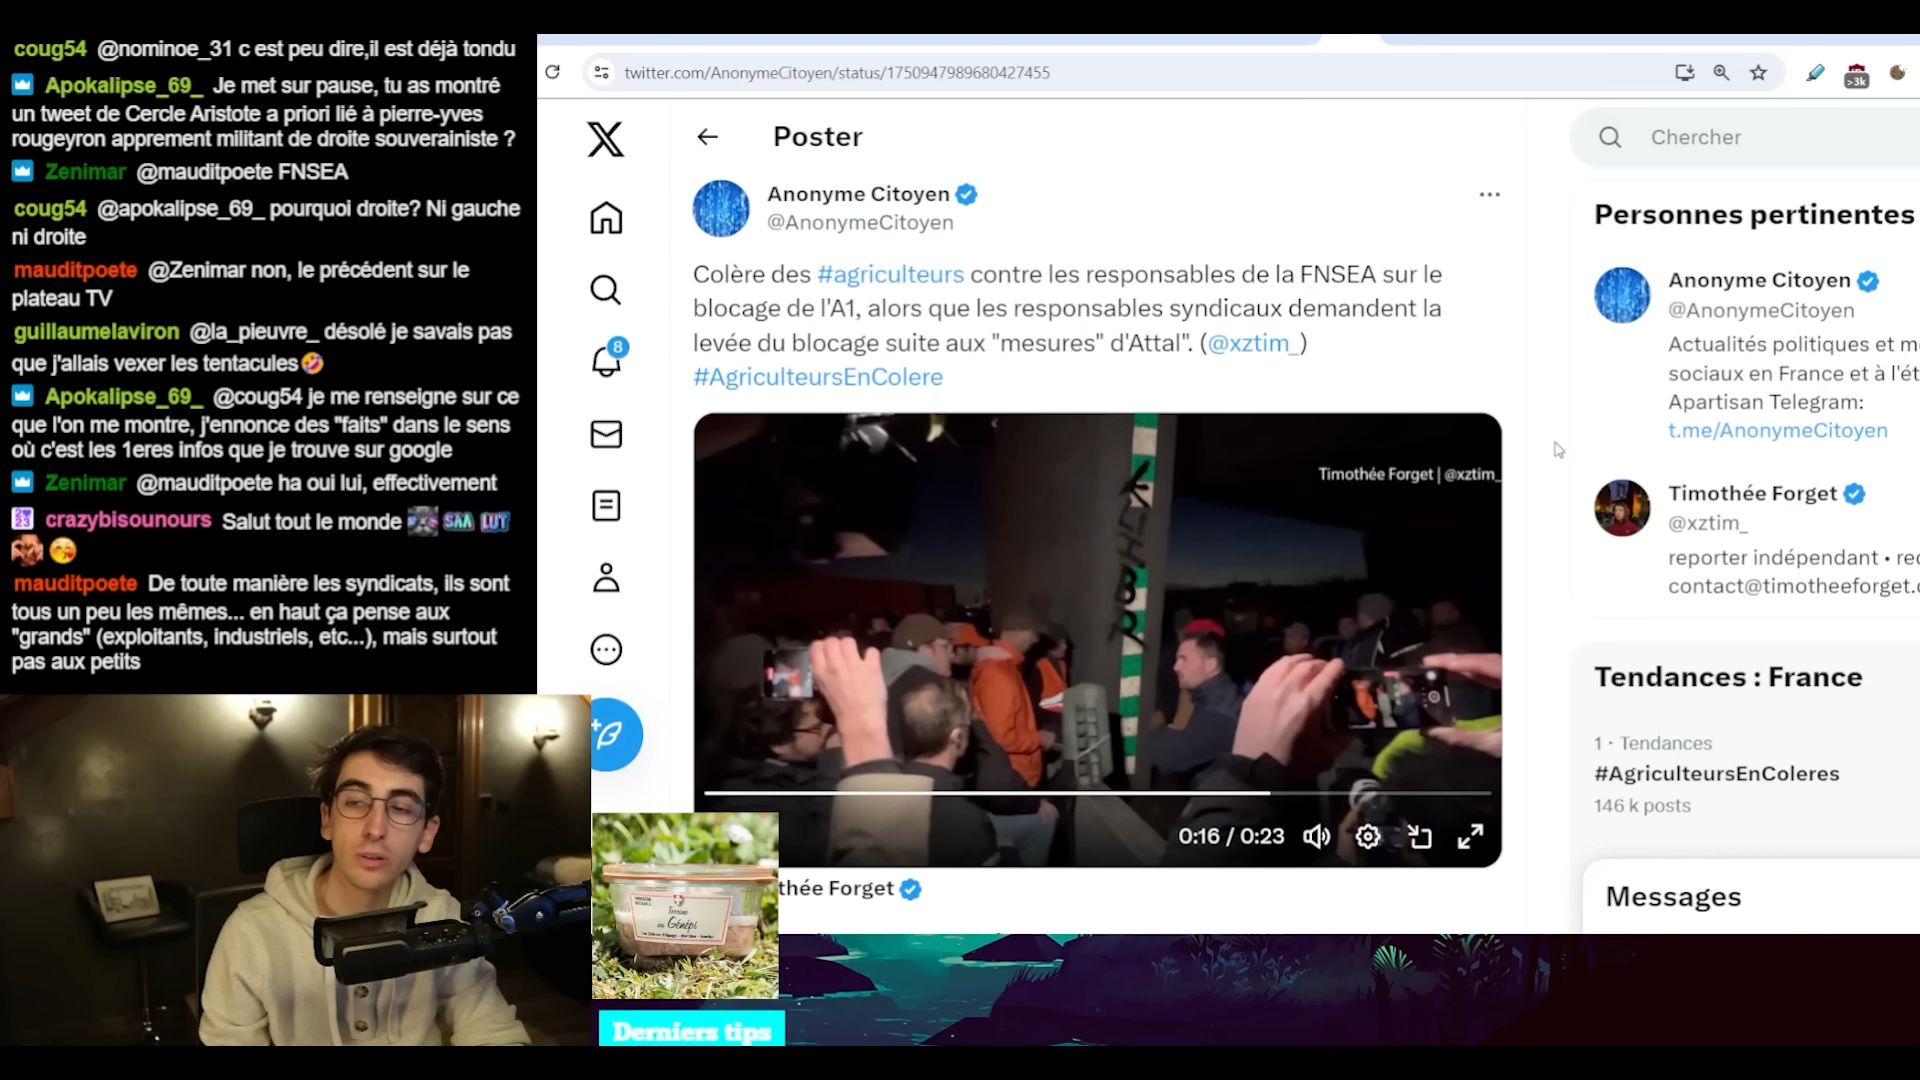 coug54 @nominoe_31 c est peu dire,il est déjà tondu
Apokalipse_69_ Je met sur pause, tu as montré
un tweet de Cercle Aristote a priori lié à pierre-yves
rougeyron apprement militant de droite souverainiste ?
Zenimar @mauditpoete FNSEA
coug54 @apokalipse_69_ pourquoi droite? Ni gauche
ni droite
mauditpoete @Zenimar non, le précédent sur le
plateau TV
guillaumelaviron @la_pieuvre_ désolé je savais pas
que j'allais vexer les tentacules🤣
Apokalipse_69_ @coug54 je me renseigne sur ce
que l'on me montre, j'ennonce des "faits" dans le sens
où c'est les 1eres infos que je trouve sur google
Zenimar @mauditpoete ha oui lui, effectivement
crazybisounours Salut tout le monde SAA LUT
😙
mauditpoete De toute manière les syndicats, ils sont
tous un peu les mêmes... en haut ça pense aux
"grands" (exploitants, industriels, etc...), mais surtout
pas aux petits
twitter.com/AnonymeCitoyen/status/1750947989680427455
>3k
Poster
Anonyme Citoyen
@AnonymeCitoyen
Colère des #agriculteurs contre les responsables de la FNSEA sur le
blocage de l'A1, alors que les responsables syndicaux demandent la
levée du blocage suite aux "mesures" d'Attal". (@xztim_)
#AgriculteursEnColere
8
Timothée Forget | @xztim_
0:16 / 0:23
thée Forget
Chercher
Personnes pertinentes
Anonyme Citoyen
@AnonymeCitoyen
Actualités politiques et m
sociaux en France et à l'ét
Apartisan Telegram:
t.me/AnonymeCitoyen
Timothée Forget
@xztim_
reporter indépendant • re
contact@timotheeforget.
Tendances : France
1 · Tendances
#AgriculteursEnColeres
146 k posts
Messages
Terrine
au Génépi
Derniers tips